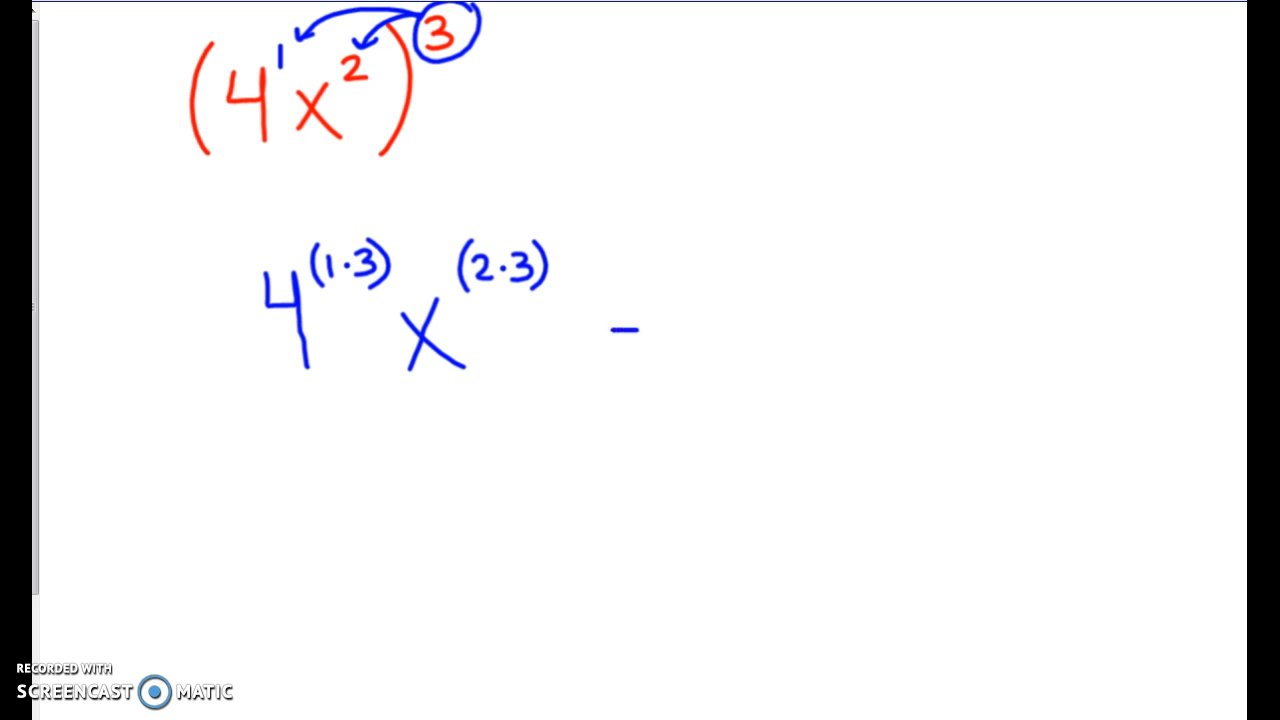 (4¹x²)³
4^(1·3) x^(2·3) -
RECORDED WITH
SCREENCAST MATIC